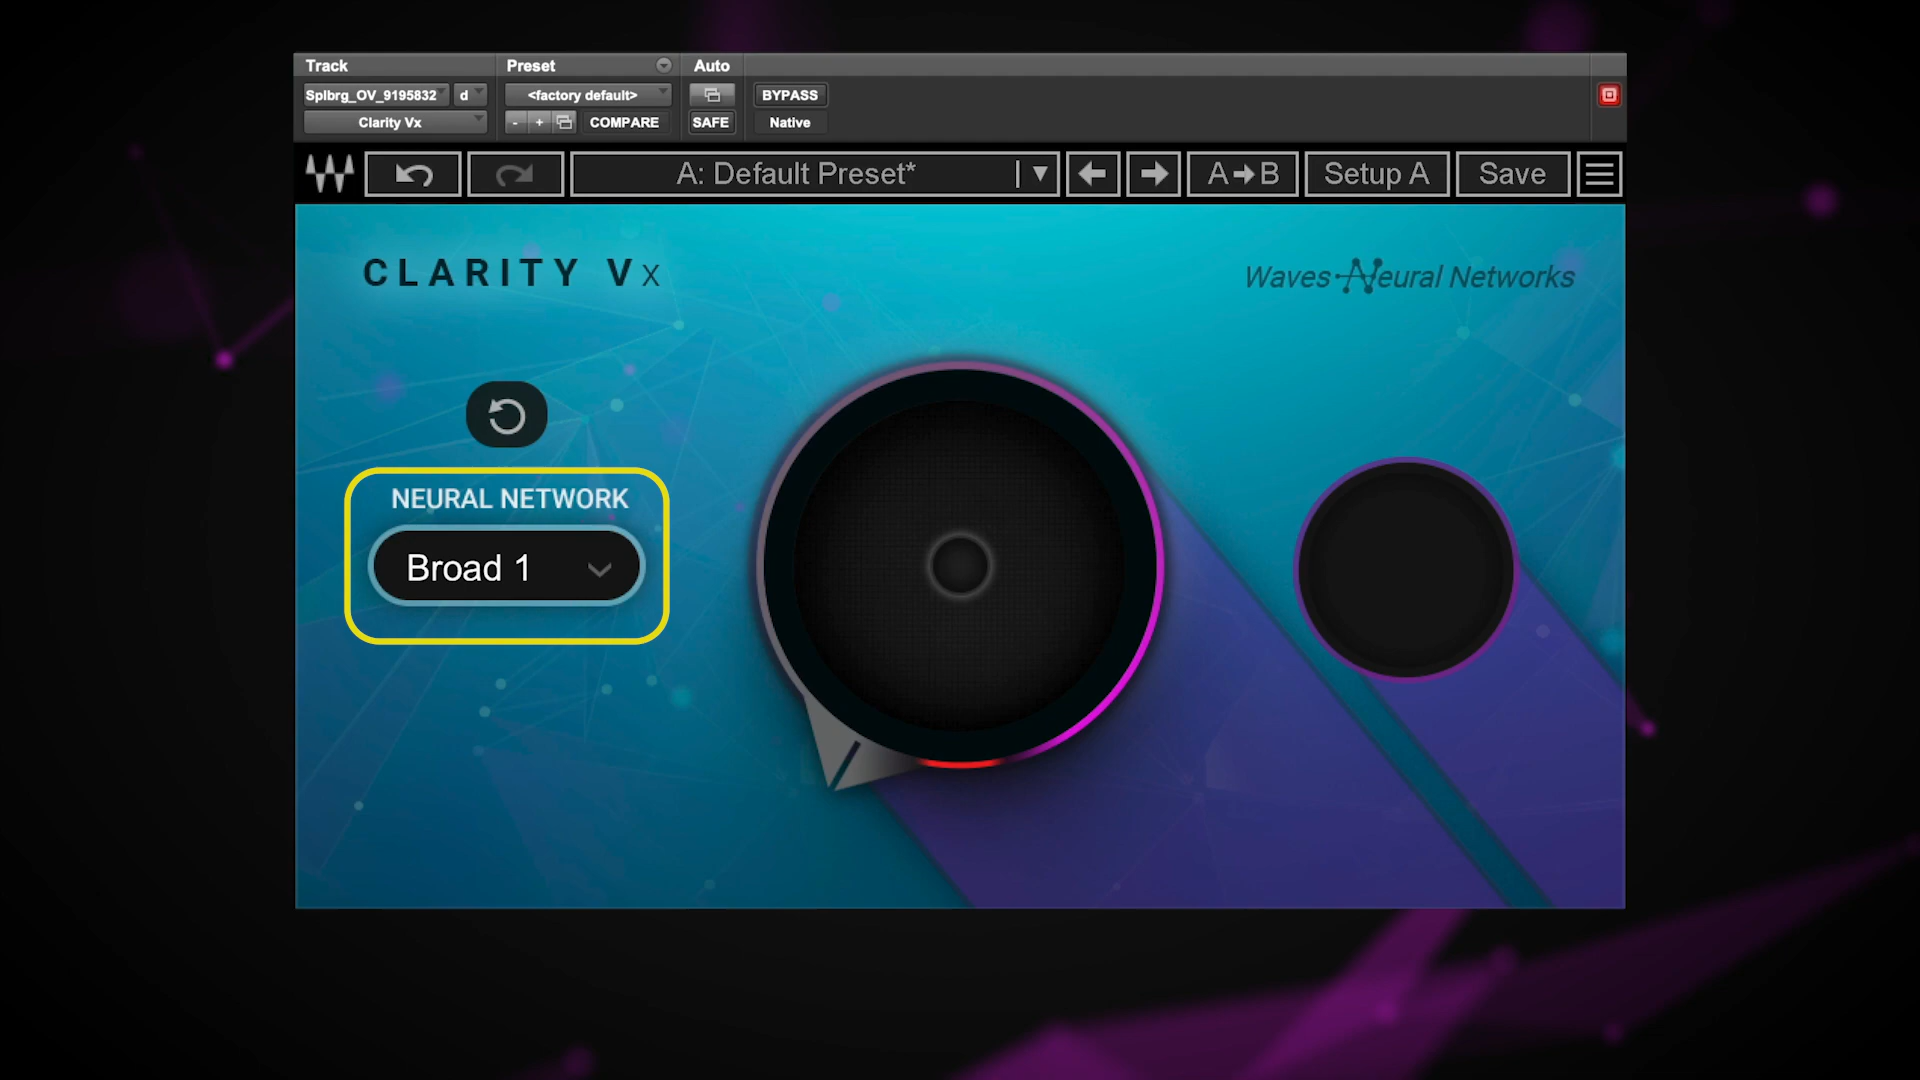 Track Preset Auto
Splbrg_OV_9195832 d <factory default> BYPASS
Clarity Vx - + COMPARE SAFE Native
A: Default Preset* A→B Setup A Save
CLARITY Vx
Waves Neural Networks
NEURAL NETWORK
Broad 1